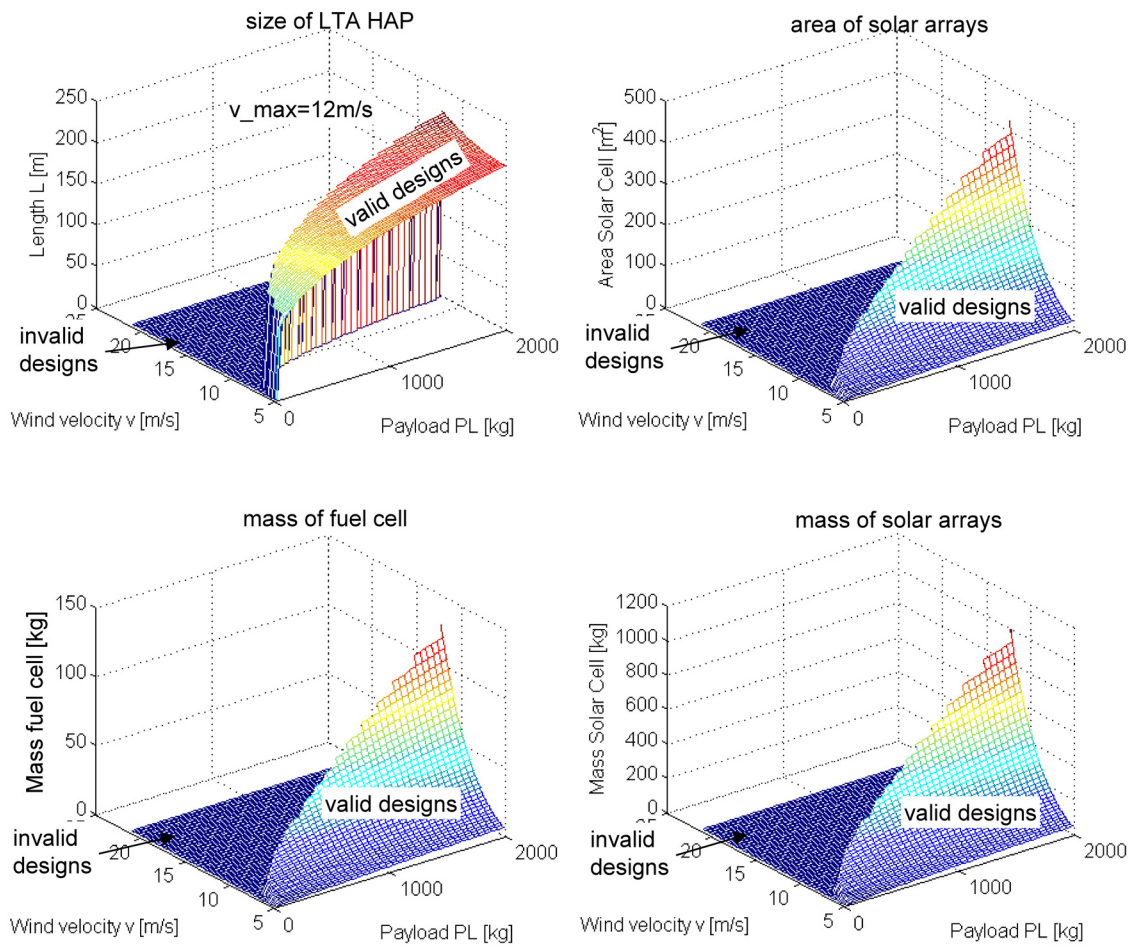 size of LTA HAP
250
200
150
100
50
0
Length L [m]
v_max=12m/s
valid designs
invalid
designs
20
15
10
5
Wind velocity v [m/s]
0
1000
2000
Payload PL [kg]
area of solar arrays
500
400
300
200
100
0
Area Solar Cell [m²]
valid designs
invalid
designs
20
15
10
5
Wind velocity v [m/s]
0
1000
2000
Payload PL [kg]
mass of fuel cell
150
100
50
0
Mass fuel cell [kg]
valid designs
invalid
designs
20
15
10
5
Wind velocity v [m/s]
0
1000
2000
Payload PL [kg]
mass of solar arrays
1200
1000
800
600
400
200
0
Mass Solar Cell [kg]
valid designs
invalid
designs
20
15
10
5
Wind velocity v [m/s]
0
1000
2000
Payload PL [kg]